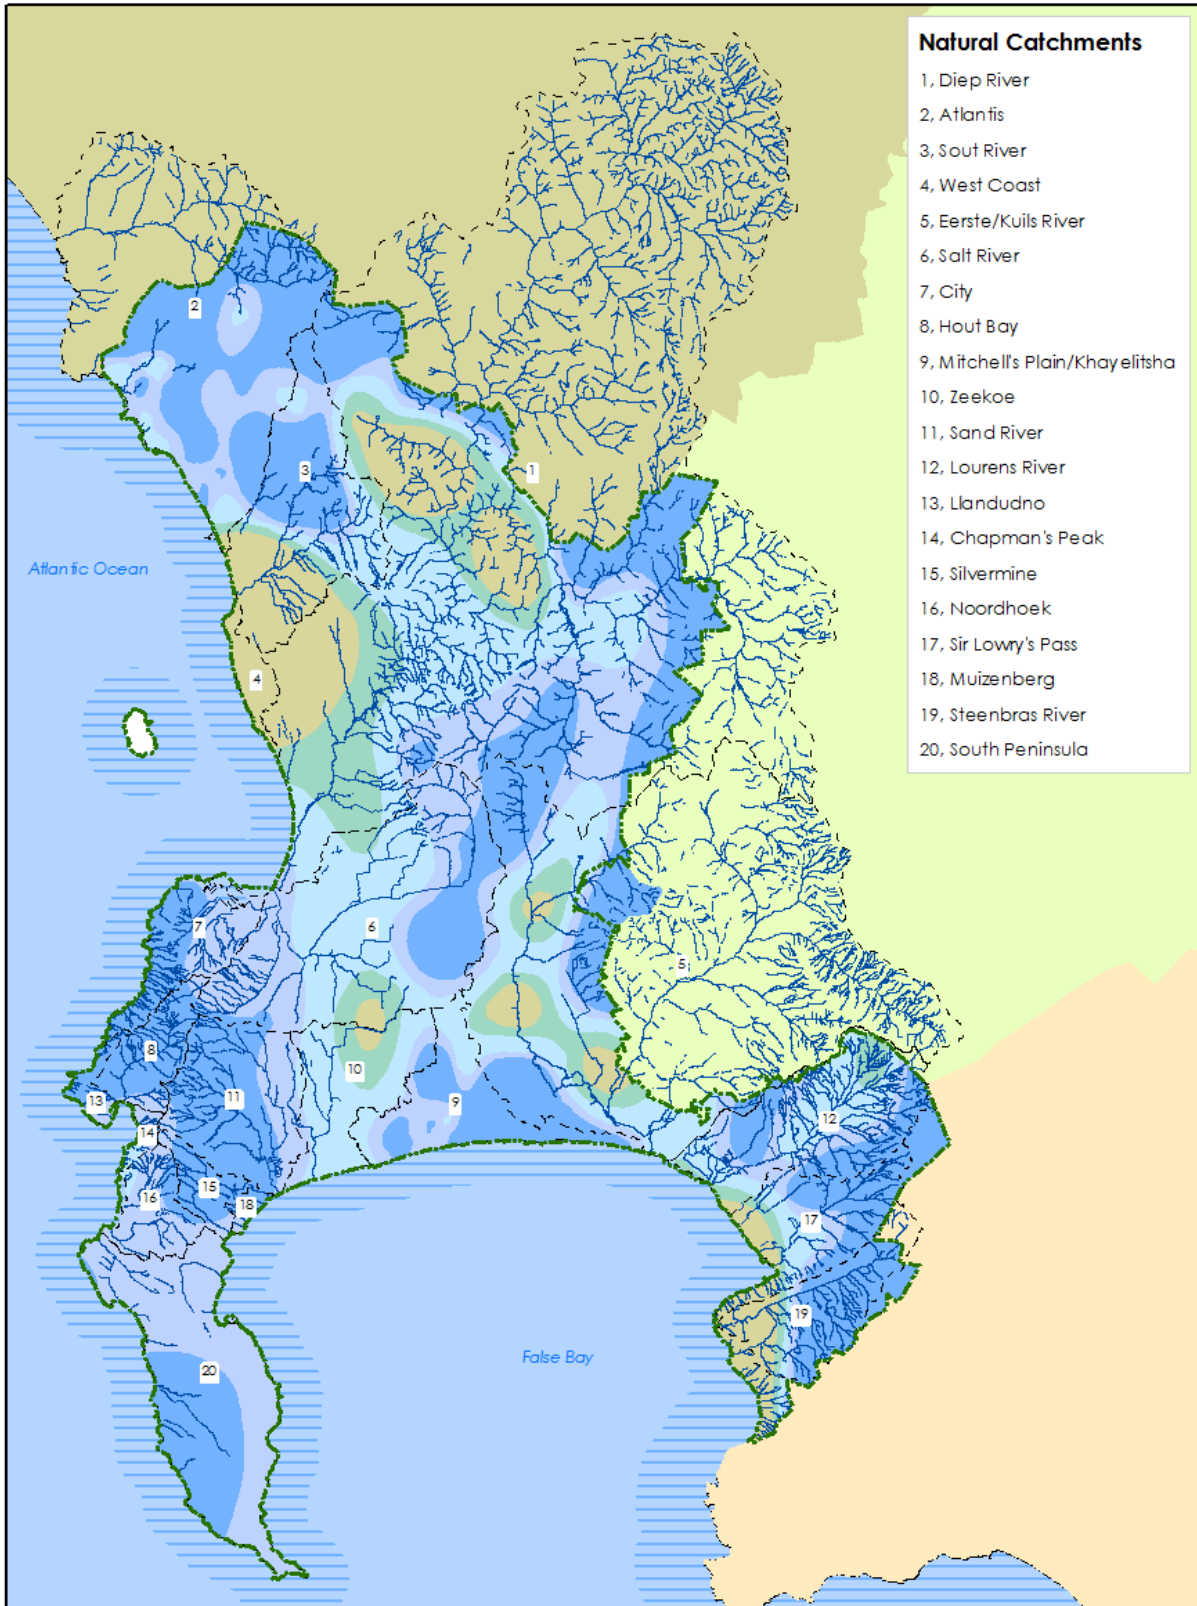 Natural Catchments
1, Diep River
2, Atlantis
3, Sout River
4, West Coast
5, Eerste/Kuils River
6, Salt River
7, City
8, Hout Bay
9, Mitchell's Plain/Khayelitsha
10, Zeekoe
11, Sand River
12, Lourens River
13, Llandudno
14, Chapman's Peak
15, Silvermine
16, Noordhoek
17, Sir Lowry's Pass
18, Muizenberg
19, Steenbras River
20, South Peninsula
2
3
1
Atlantic Ocean
4
7
6
5
8
10
11
9
13
12
14
15
16
18
17
19
False Bay
20